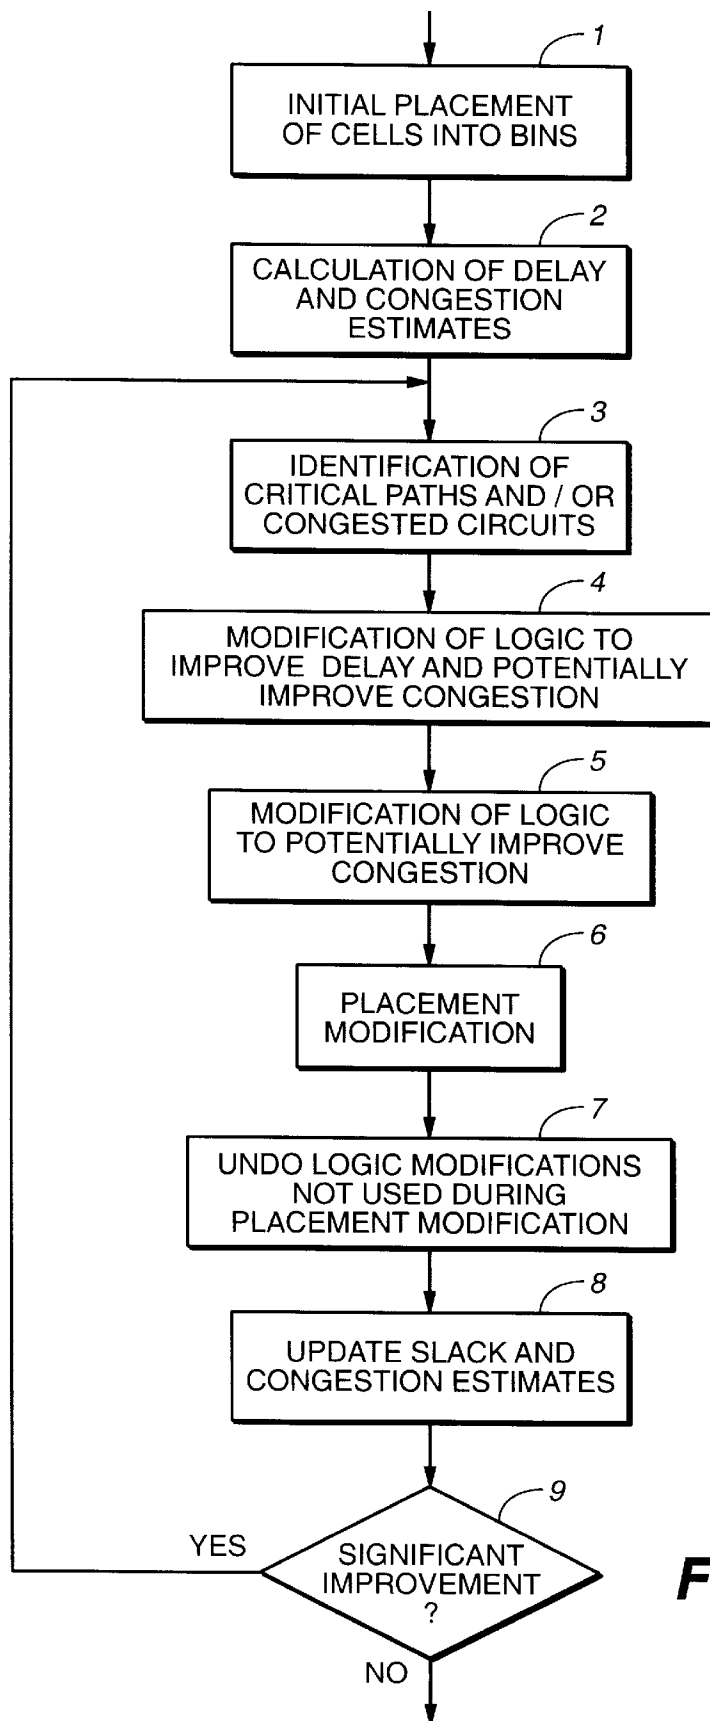 1
INITIAL PLACEMENT
OF CELLS INTO BINS
2
CALCULATION OF DELAY
AND CONGESTION
ESTIMATES
3
IDENTIFICATION OF
CRITICAL PATHS AND / OR
CONGESTED CIRCUITS
4
MODIFICATION OF LOGIC TO
IMPROVE DELAY AND POTENTIALLY
IMPROVE CONGESTION
5
MODIFICATION OF LOGIC
TO POTENTIALLY IMPROVE
CONGESTION
6
PLACEMENT
MODIFICATION
7
UNDO LOGIC MODIFICATIONS
NOT USED DURING
PLACEMENT MODIFICATION
8
UPDATE SLACK AND
CONGESTION ESTIMATES
9
YES
SIGNIFICANT
IMPROVEMENT
?
F
NO